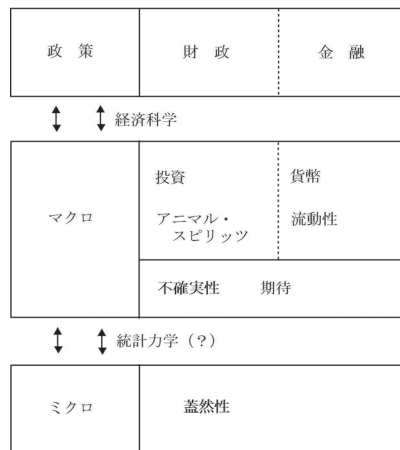 政 策
財 政
金 融
経済科学
マクロ
投資
貨幣
アニマル・
スピリッツ
流動性
不確実性 期待
統計力学（？）
ミクロ
蓋然性